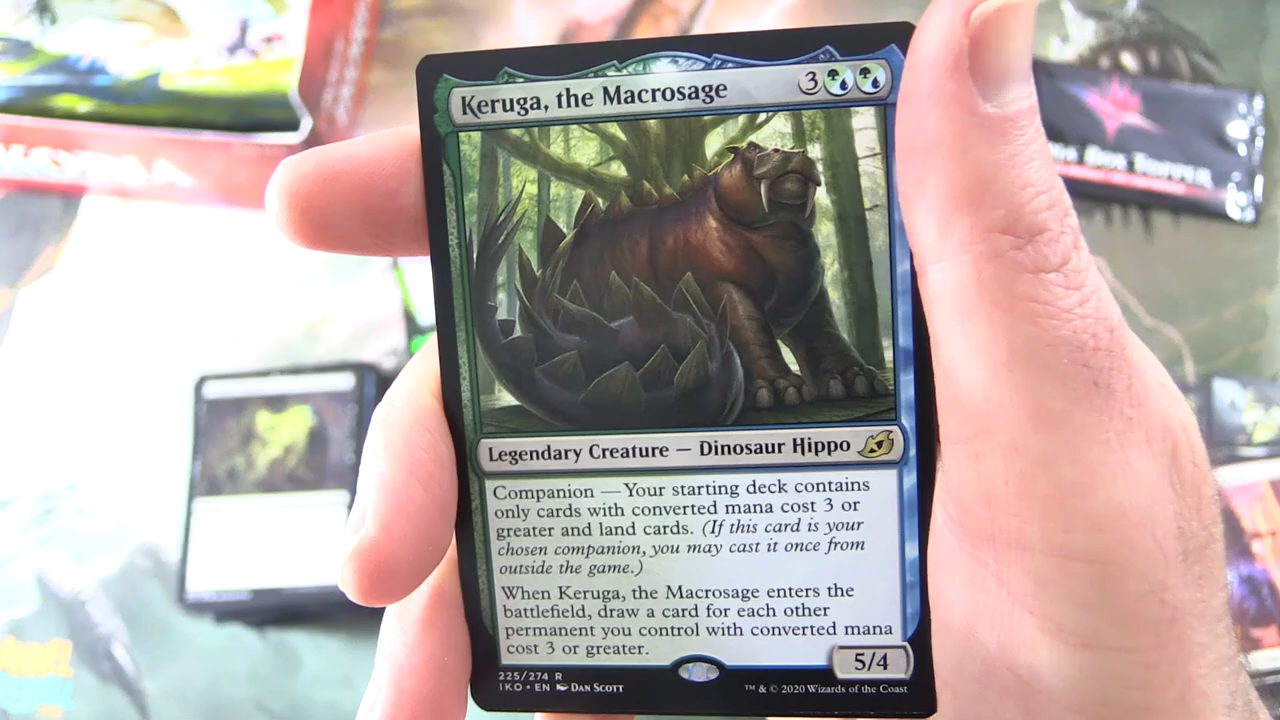 Keruga, the Macrosage 3
Legendary Creature — Dinosaur Hippo
Companion — Your starting deck contains
only cards with converted mana cost 3 or
greater and land cards. (If this card is your
chosen companion, you may cast it once from
outside the game.)
When Keruga, the Macrosage enters the
battlefield, draw a card for each other
permanent you control with converted mana
cost 3 or greater.
5/4
225/274 R
IKO • EN Dan Scott
™ & © 2020 Wizards of the Coast